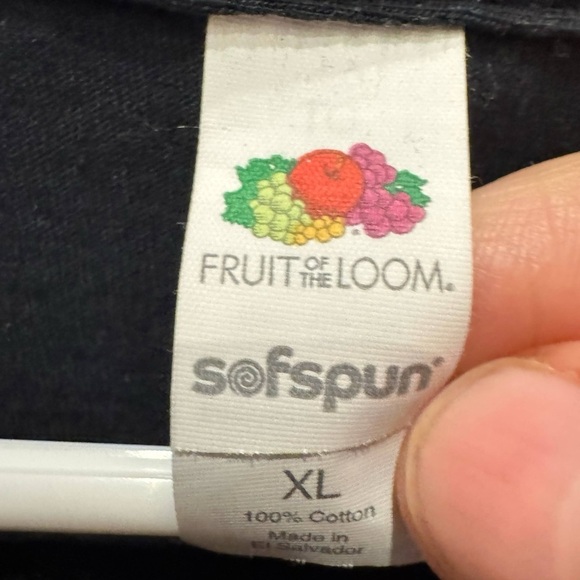 FRUIT OF THE LOOM®
sofspun®
XL
100% Cotton
Made in
El Salvador